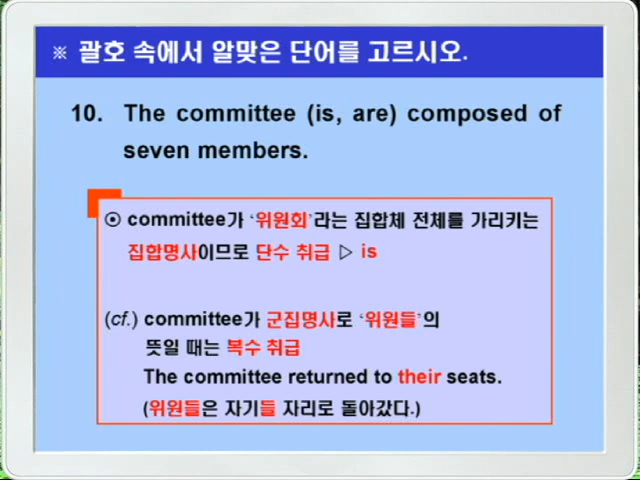 ※ 괄호 속에서 알맞은 단어를 고르시오.
10. The committee (is, are) composed of
seven members.
⊙ committee가 ‘위원회’라는 집합체 전체를 가리키는
집합명사이므로 단수 취급 ▷ is
(cf.) committee가 군집명사로 ‘위원들’의
뜻일 때는 복수 취급
The committee returned to their seats.
(위원들은 자기들 자리로 돌아갔다.)